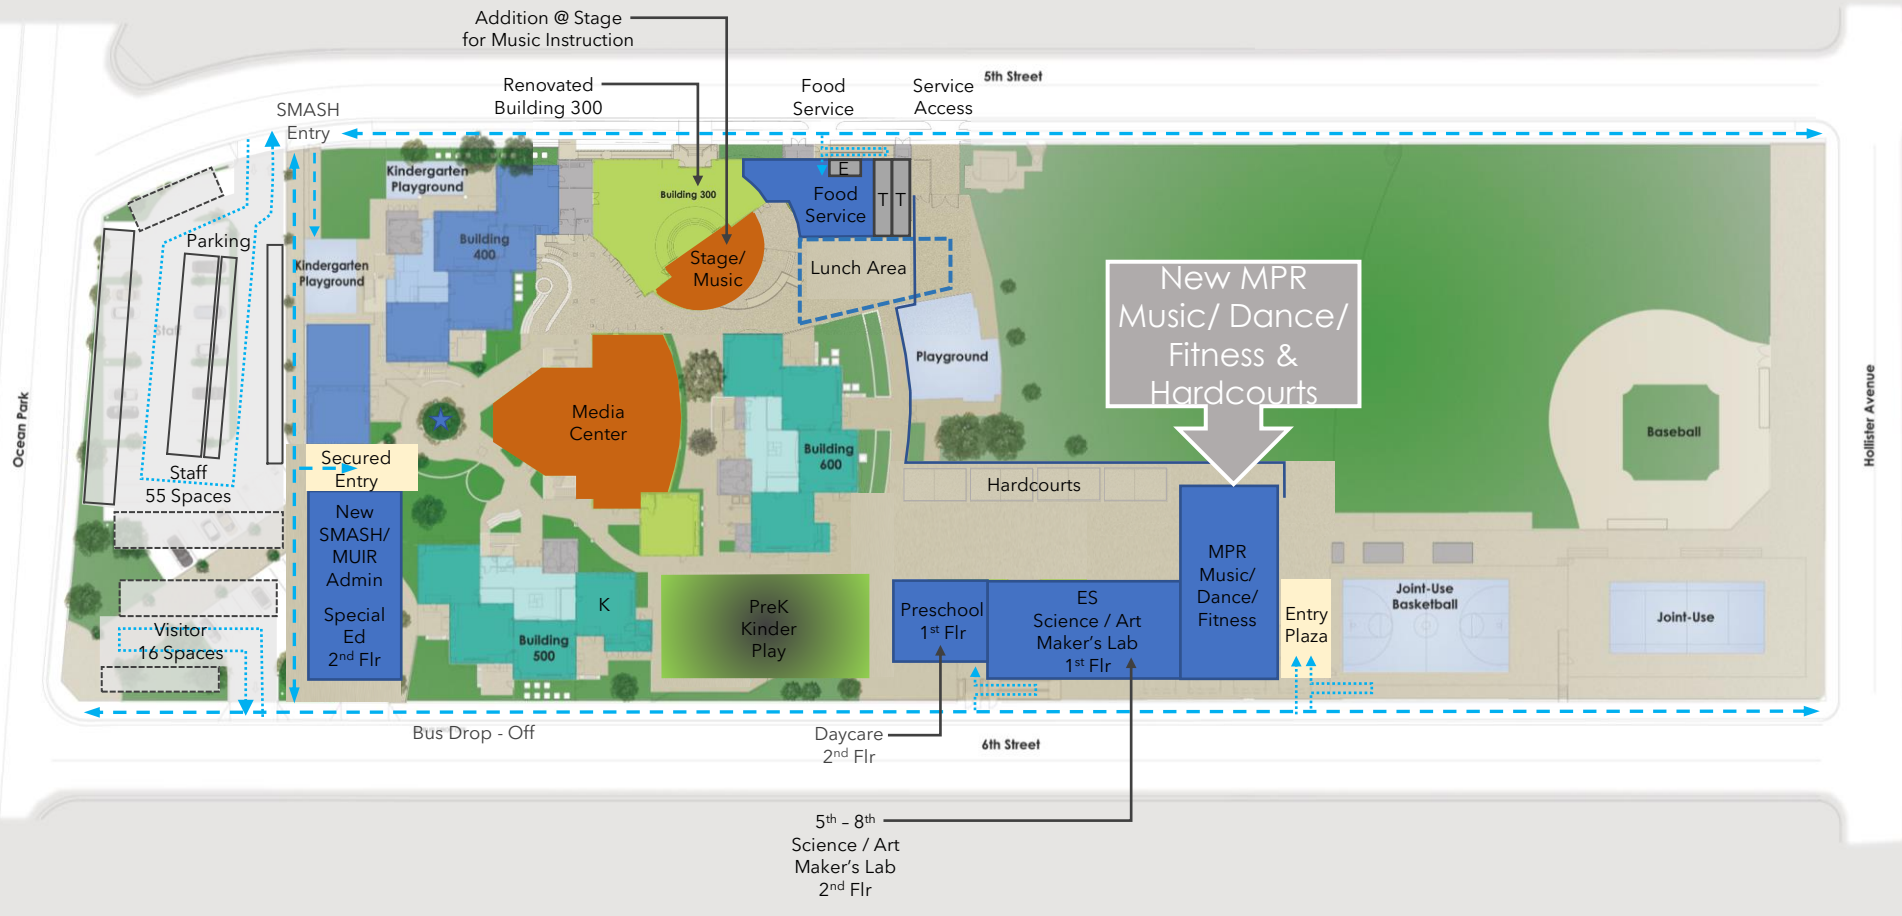 Addition @ Stage
for Music Instruction
Renovated
Building 300
Food
Service
Service
Access
5th Street
SMASH
Entry
Kindergarten
Playground
Building 300
E
Food
Service
T T
Parking
Building
400
Kindergarten
Playground
Stage/
Music
Lunch Area
New MPR
Music/ Dance/
Fitness &
Hardcourts
Staff
Playground
Ocean Park
Hollister Avenue
Media
Center
Baseball
Building
600
Secured
Entry
Staff
55 Spaces
Hardcourts
New
SMASH/
MUIR
Admin
Special
Ed
2nd Flr
MPR
Music/
Dance/
Fitness
K
PreK
Kinder
Play
Preschool
1st Flr
ES
Science / Art
Maker's Lab
1st Flr
Entry
Plaza
Joint-Use
Basketball
Joint-Use
Visitor
16 Spaces
Building
500
Bus Drop - Off
Daycare
2nd Flr
6th Street
5th – 8th
Science / Art
Maker's Lab
2nd Flr